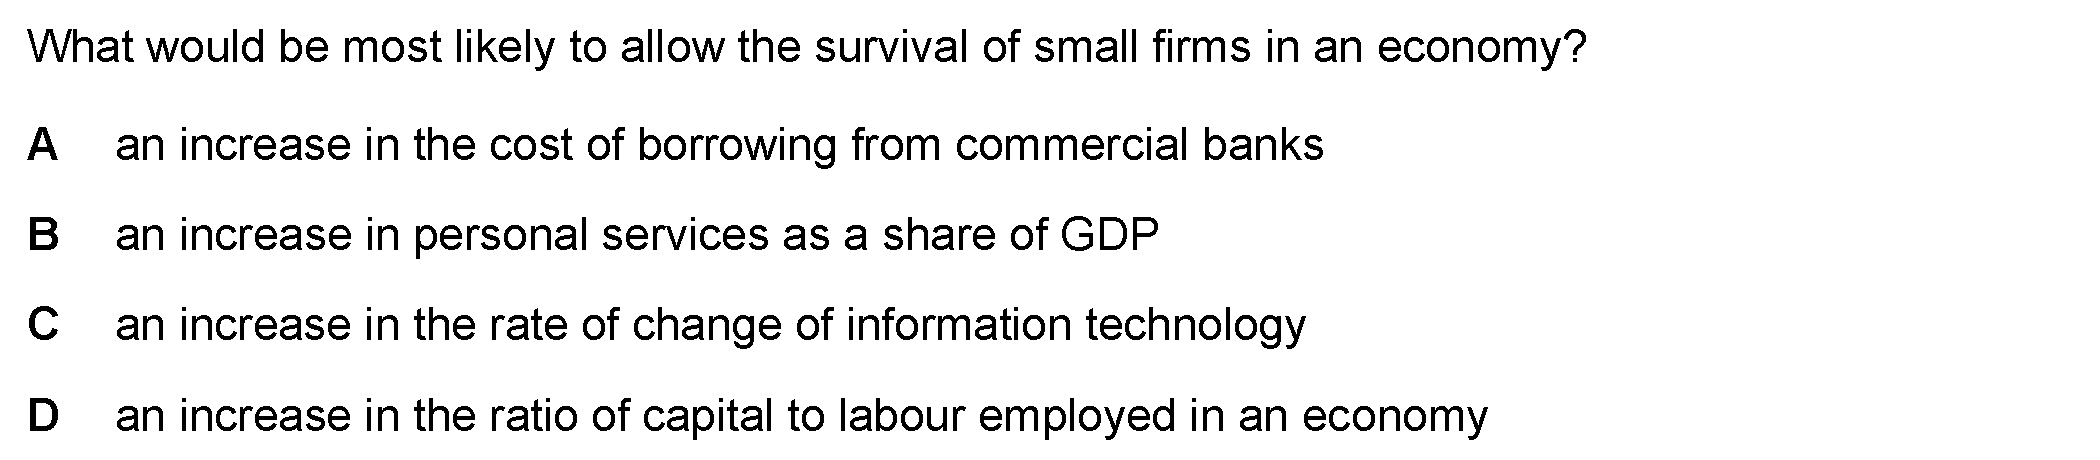 What would be most likely to allow the survival of small firms in an economy?
A an increase in the cost of borrowing from commercial banks
B an increase in personal services as a share of GDP
C an increase in the rate of change of information technology
D an increase in the ratio of capital to labour employed in an economy